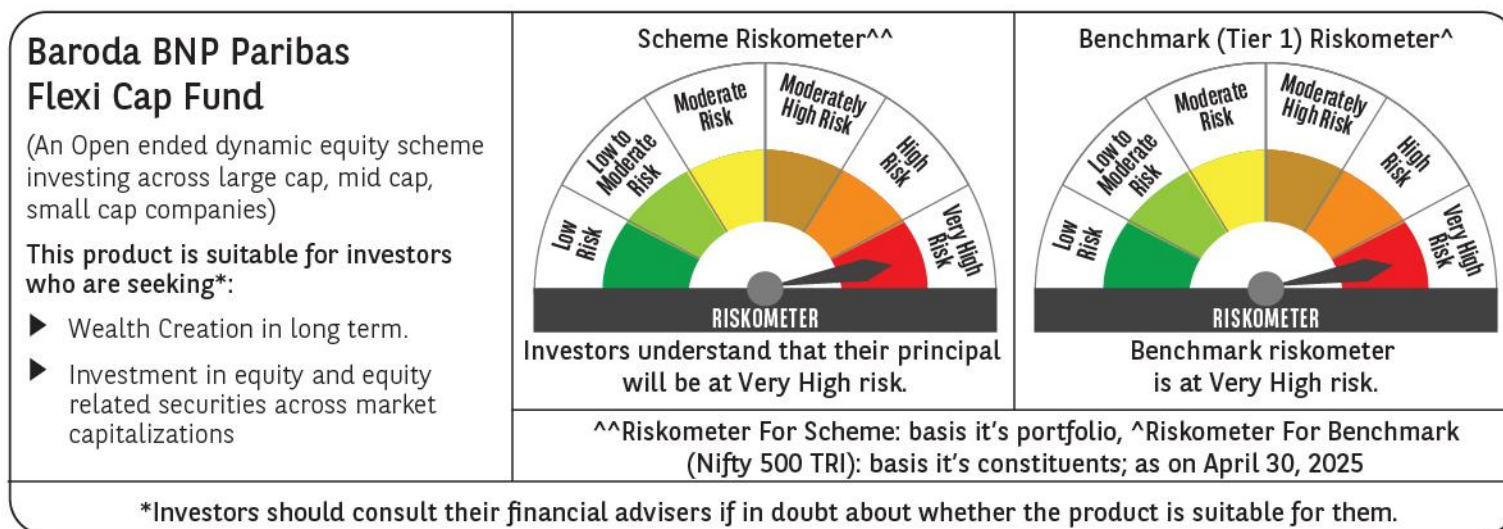 Baroda BNP Paribas
Flexi Cap Fund
(An Open ended dynamic equity scheme
investing across large cap, mid cap,
small cap companies)
This product is suitable for investors
who are seeking*:
Wealth Creation in long term.
Investment in equity and equity
related securities across market
capitalizations
Scheme Riskometer^^
Low
Risk
Low to
Moderate
Risk
Moderate
Risk
Moderately
High Risk
High
Risk
Very High
Risk
RISKOMETER
Investors understand that their principal
will be at Very High risk.
Benchmark (Tier 1) Riskometer^
Low
Risk
Low to
Moderate
Risk
Moderate
Risk
Moderately
High Risk
High
Risk
Very High
Risk
RISKOMETER
Benchmark riskometer
is at Very High risk.
^^Riskometer For Scheme: basis it's portfolio, ^Riskometer For Benchmark
(Nifty 500 TRI): basis it's constituents; as on April 30, 2025
*Investors should consult their financial advisers if in doubt about whether the product is suitable for them.